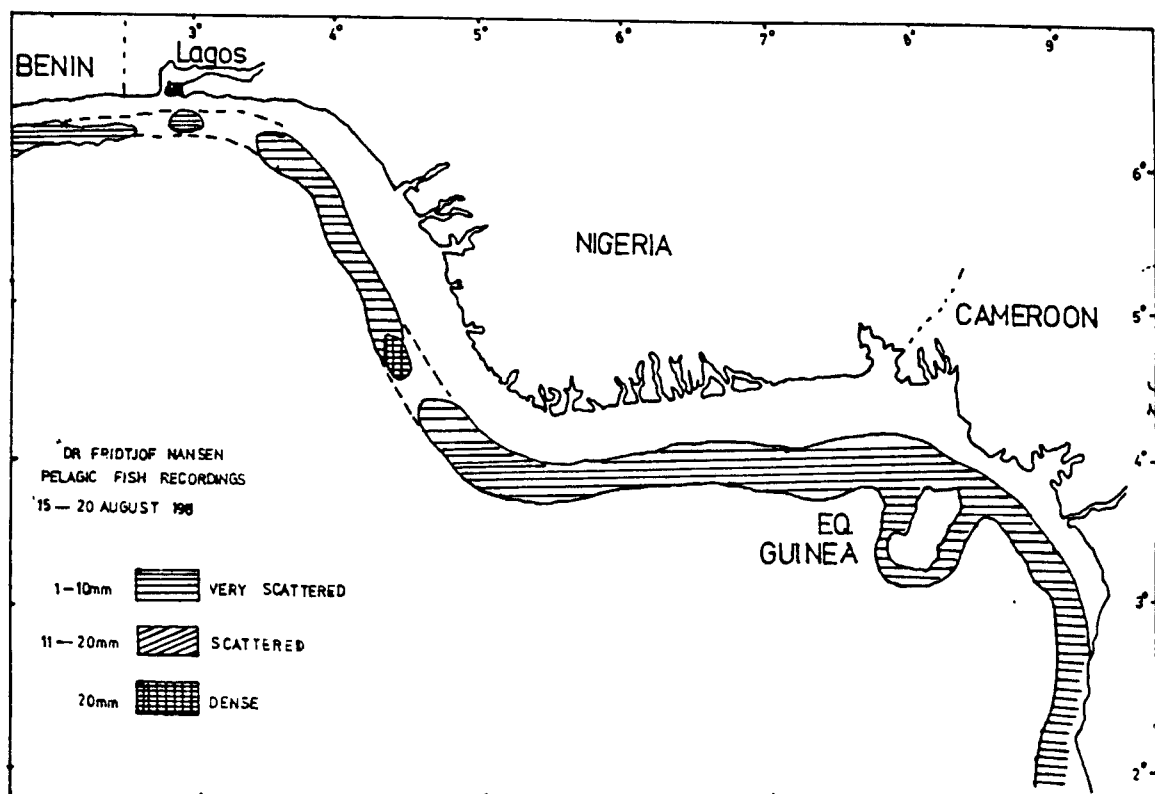 3° 4° 5° 6° 7° 8° 9°
BENIN
Lagos
6°
NIGERIA
5°
CAMEROON
4°
DR FRIDTJOF NANSEN
PELAGIC FISH RECORDINGS
15 — 20 AUGUST
EQ.
GUINEA
3°
1-10mm VERY SCATTERED
11—20mm SCATTERED
20mm DENSE
2°